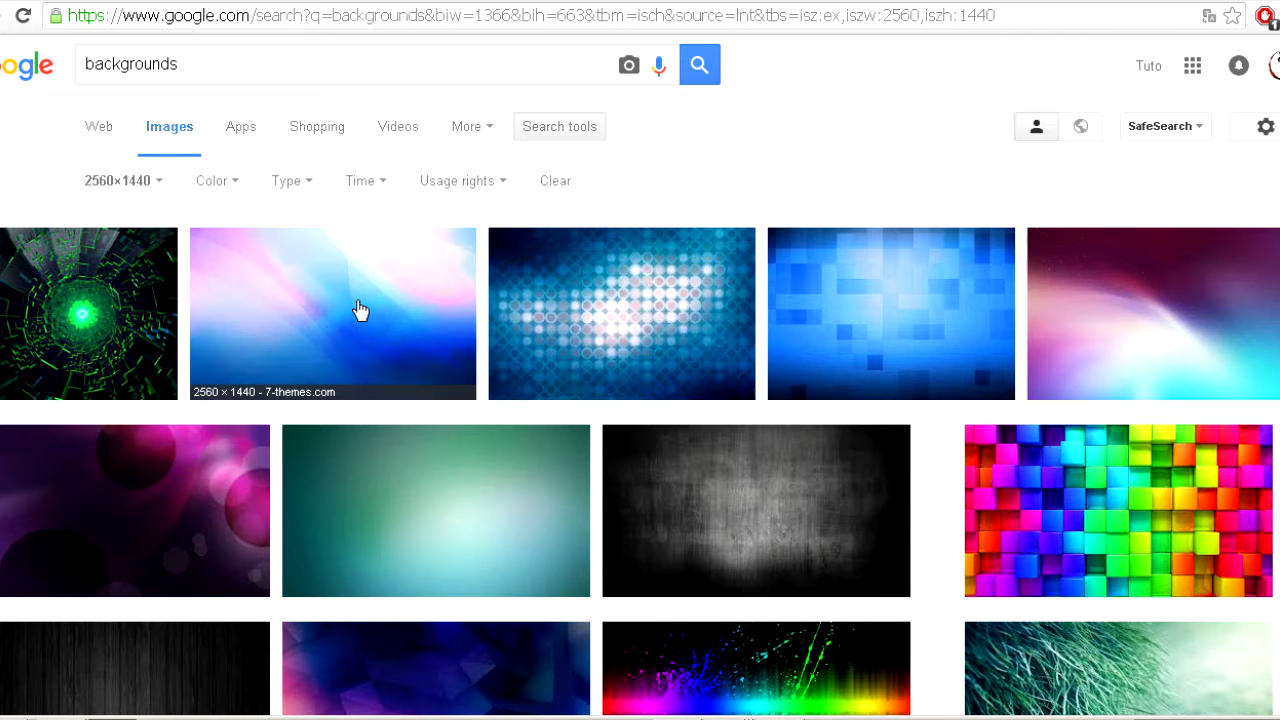 https://www.google.com/search?q=backgrounds&biw=1366&bih=663&tbm=isch&source=lnt&tbs=isz:ex,iszw:2560,iszh:1440
ogle
backgrounds
Tuto
Web Images Apps Shopping Videos More Search tools
SafeSearch
2560×1440 Color Type Time Usage rights Clear
2560 × 1440 - 7-themes.com